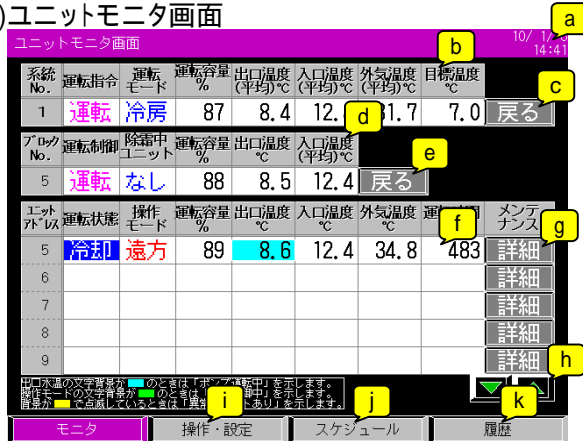 )ユニットモニタ画面
a
ユニットモニタ画面 10/ 1/
14:41
b
系統No. 運転指令 運転モード 運転容量% 出口温度(平均)℃ 入口温度(平均)℃ 外気温度(平均)℃ 目標温度℃
c
1 運転 冷房 87 8.4 12. 31.7 7.0 戻る
d
ブロックNo. 運転制御 除霜中ユニット 運転容量% 出口温度℃ 入口温度(平均)℃
e
5 運転 なし 88 8.5 12.4 戻る
ユニットアドレス 運転状態 操作モード 運転容量% 出口温度℃ 入口温度℃ 外気温度℃ メンテナンス
f
g
5 冷却 遠方 89 8.6 12.4 34.8 483 詳細
6 詳細
7 詳細
8 詳細
9 詳細
h
出口水温の文字背景が のときは「ポンプ運転中」を示します。
操作モードの文字背景が のときは「 を示します。
背景が で点滅しているときは「異常 トあり」を示します。
i
j
k
モニタ 操作・設定 スケジュール 履歴